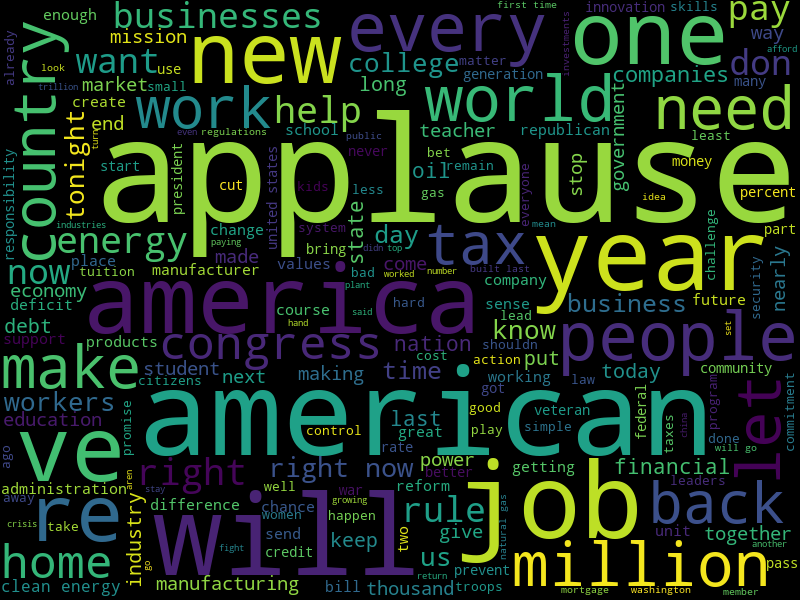 enough
businesses
new
every
first time
one
innovation
skills
pay
already
mission
want
use
college
matter
generation
investments
way
afford
don
look
trillion
market
small
long
companies
many
country
tonight
create
work
help
world
need
end
turn
even
regulations
school
public
teacher
republican
government
least
applause
start
president
cut
united states
kids
never
bet
less
remain
oil
gas
everyone
stop
idea
money
percent
responsibility
industries
energy
change
paying
system
bring
state
day
didn
top
tax
mean
year
challenge
part
now
place
tuition
manufacturer
made
values
bad
come
worked
number
built last
company
security
nearly
economy
deficit
america
plant
said
hard
course
hand
sense
lead
business
future
debt
support
products
congress
nation
know
shouldn
put
people
set
make
citizens
student
next
making
cost
time
action
working
got
law
today
community
workers
education
promise
american
control
last
great
good
play
veteran
simple
federal
taxes
china
program
done
will go
let
commitment
ago
ve
right
right now
rate
power
better
getting
financial
leaders
administration
aren
stay
difference
well
war
growing
reform
job
back
away
re
crisis
take
industry
go
will
chance
women
happen
two
rule
natural gas
unit
together
another
home
send
fight
credit
keep
give
us
million
pass
clean energy
manufacturing
bill
thousand
return
prevent
troops
mortgage
washington
member